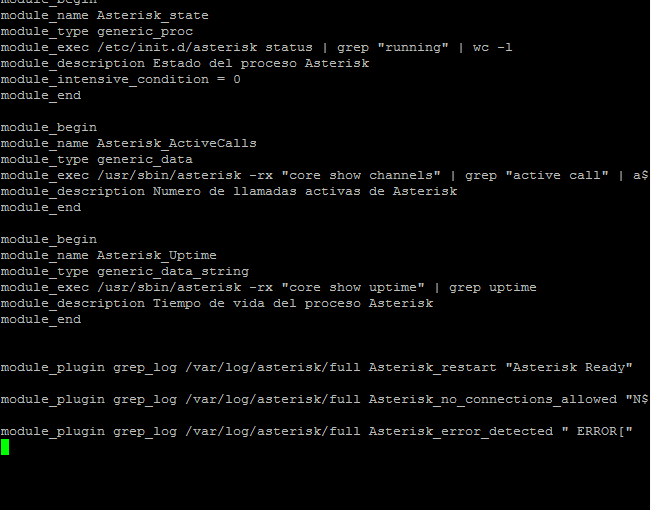 module_begin
module_name Asterisk_state
module_type generic_proc
module_exec /etc/init.d/asterisk status | grep "running" | wc -l
module_description Estado del proceso Asterisk
module_intensive_condition = 0
module_end
module_begin
module_name Asterisk_ActiveCalls
module_type generic_data
module_exec /usr/sbin/asterisk -rx "core show channels" | grep "active call" | a$
module_description Numero de llamadas activas de Asterisk
module_end
module_begin
module_name Asterisk_Uptime
module_type generic_data_string
module_exec /usr/sbin/asterisk -rx "core show uptime" | grep uptime
module_description Tiempo de vida del proceso Asterisk
module_end
module_plugin grep_log /var/log/asterisk/full Asterisk_restart "Asterisk Ready"
module_plugin grep_log /var/log/asterisk/full Asterisk_no_connections_allowed "N$
module_plugin grep_log /var/log/asterisk/full Asterisk_error_detected " ERROR["